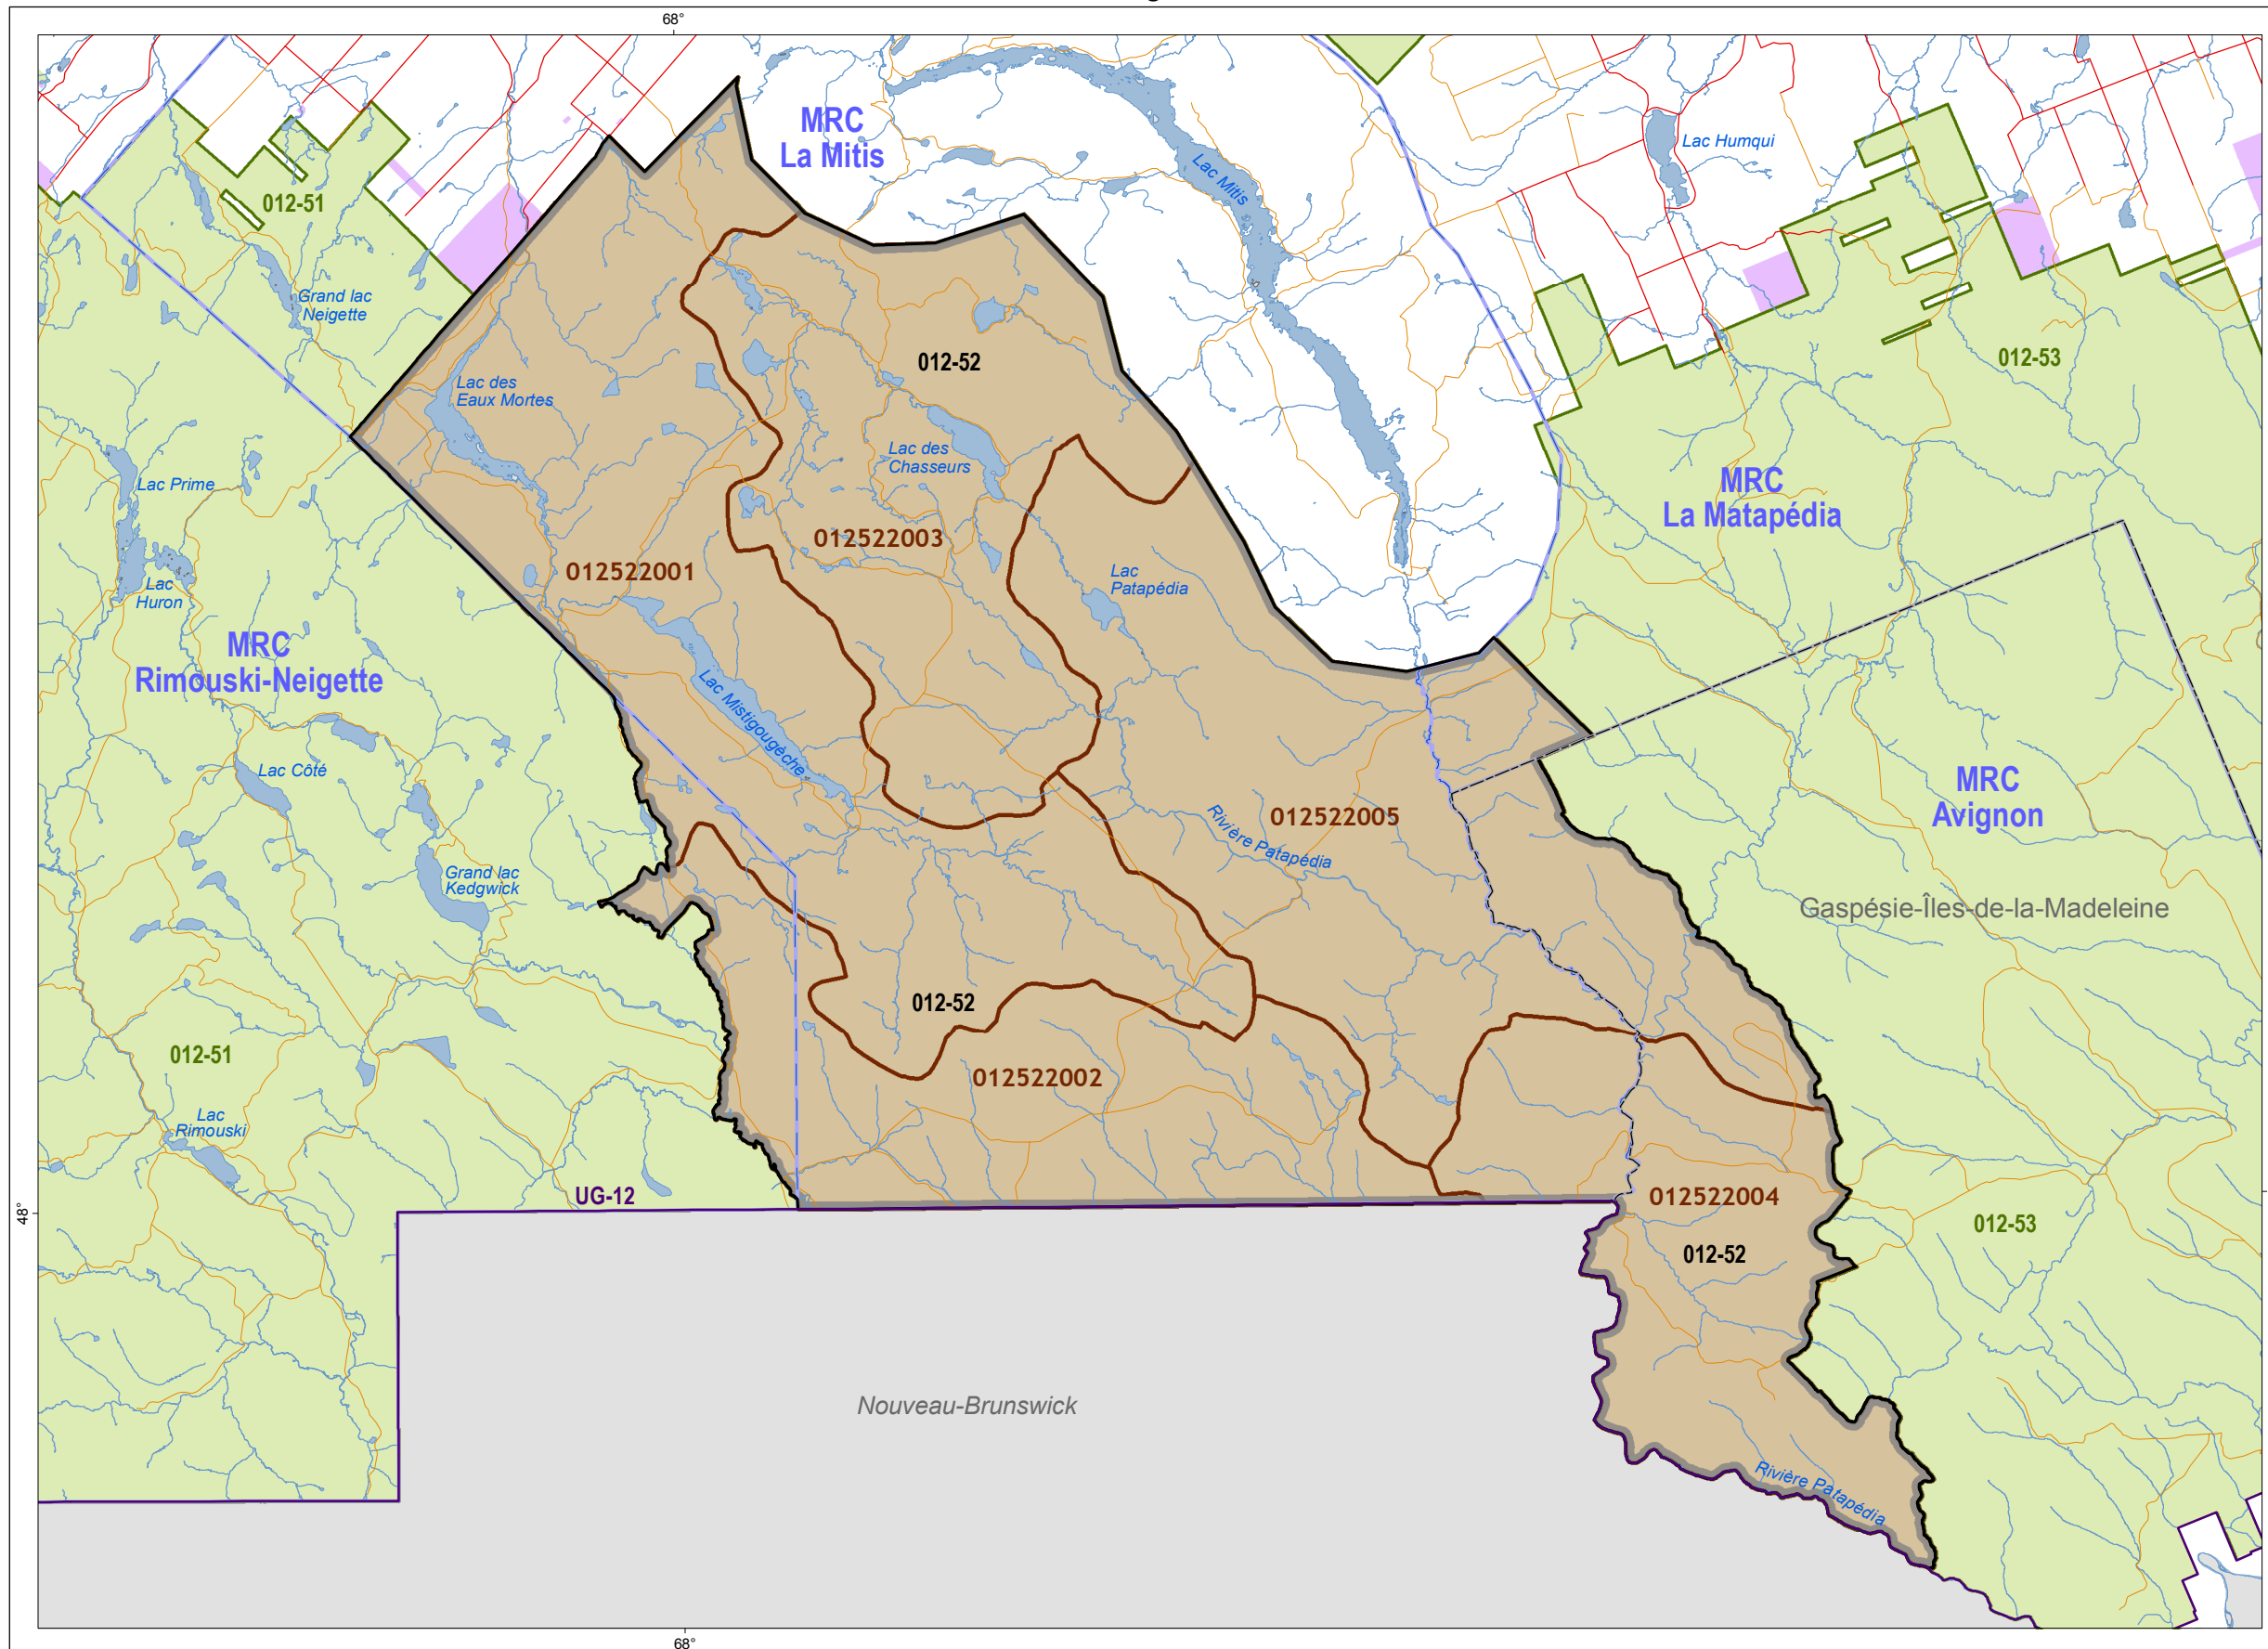 68°
MRC
La Mitis
Lac Humqui
Lac Mitis
012-51
Grand lac
Neigette
012-52
012-53
Lac des
Eaux Mortes
Lac des
Chasseurs
Lac Prime
MRC
La Matapédia
012522003
012522001
Lac
Patapédia
Lac
Huron
MRC
Rimouski-Neigette
Lac Mistigougèche
Lac Côté
MRC
Avignon
012522005
Rivière Patapédia
Grand lac
Kedgwick
Gaspésie-Îles-de-la-Madeleine
012-52
012-51
012522002
Lac
Rimouski
UG-12
012522004
48°
012-53
012-52
Nouveau-Brunswick
Rivière Patapédia
68°